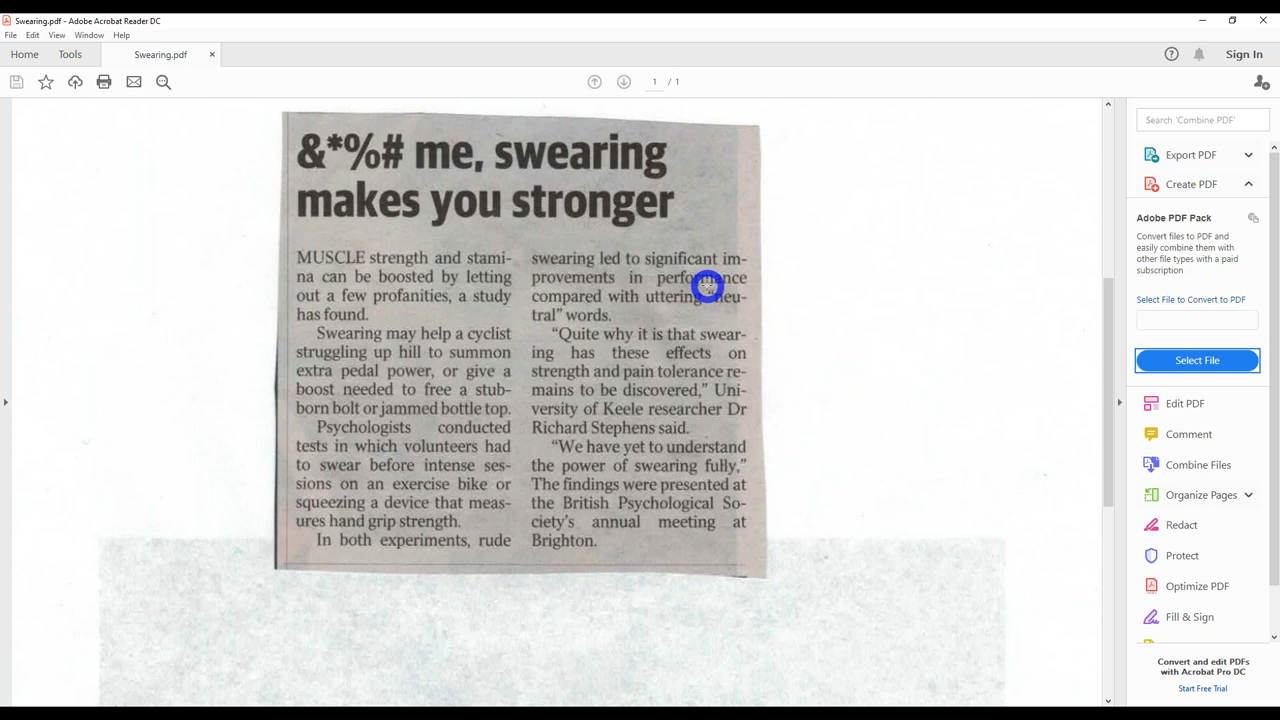 Swearing.pdf - Adobe Acrobat Reader DC
File Edit View Window Help
Home Tools Swearing.pdf × Sign In
1 / 1
&*%# me, swearing
makes you stronger
MUSCLE strength and stami-
na can be boosted by letting
out a few profanities, a study
has found.
Swearing may help a cyclist
struggling up hill to summon
extra pedal power, or give a
boost needed to free a stub-
born bolt or jammed bottle top.
Psychologists conducted
tests in which volunteers had
to swear before intense ses-
sions on an exercise bike or
squeezing a device that meas-
ures hand grip strength.
In both experiments, rude
swearing led to significant im-
provements in performance
compared with uttering "neu-
tral" words.
"Quite why it is that swear-
ing has these effects on
strength and pain tolerance re-
mains to be discovered," Uni-
versity of Keele researcher Dr
Richard Stephens said.
"We have yet to understand
the power of swearing fully,"
The findings were presented at
the British Psychological So-
ciety's annual meeting at
Brighton.
Search 'Combine PDF'
Export PDF
Create PDF
Adobe PDF Pack
Convert files to PDF and
easily combine them with
other file types with a paid
subscription
Select File to Convert to PDF
Select File
Edit PDF
Comment
Combine Files
Organize Pages
Redact
Protect
Optimize PDF
Fill & Sign
Convert and edit PDFs
with Acrobat Pro DC
Start Free Trial